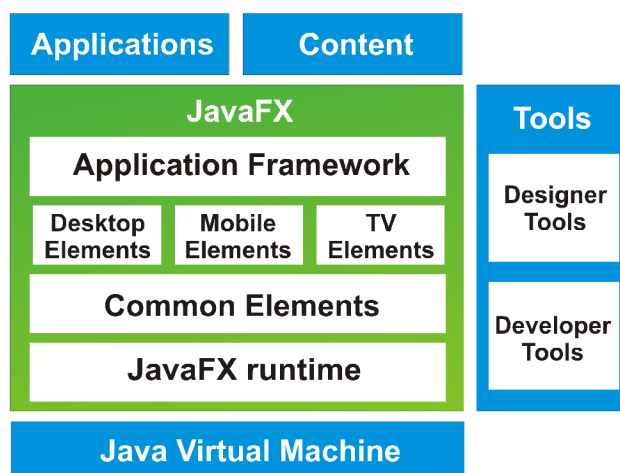 Applications
Content
JavaFX
Application Framework
Desktop
Elements
Mobile
Elements
TV
Elements
Common Elements
JavaFX runtime
Tools
Designer
Tools
Developer
Tools
Java Virtual Machine